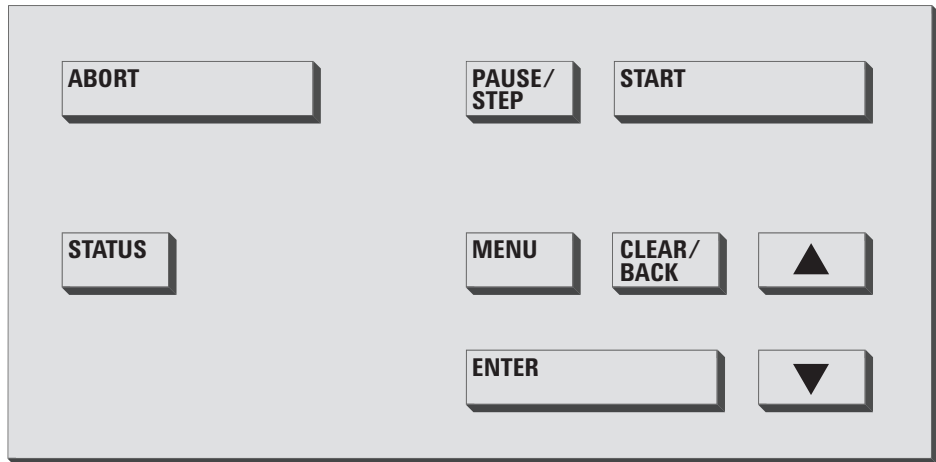 ABORT
PAUSE/
STEP
START
STATUS
MENU
CLEAR/
BACK
▲
ENTER
▼